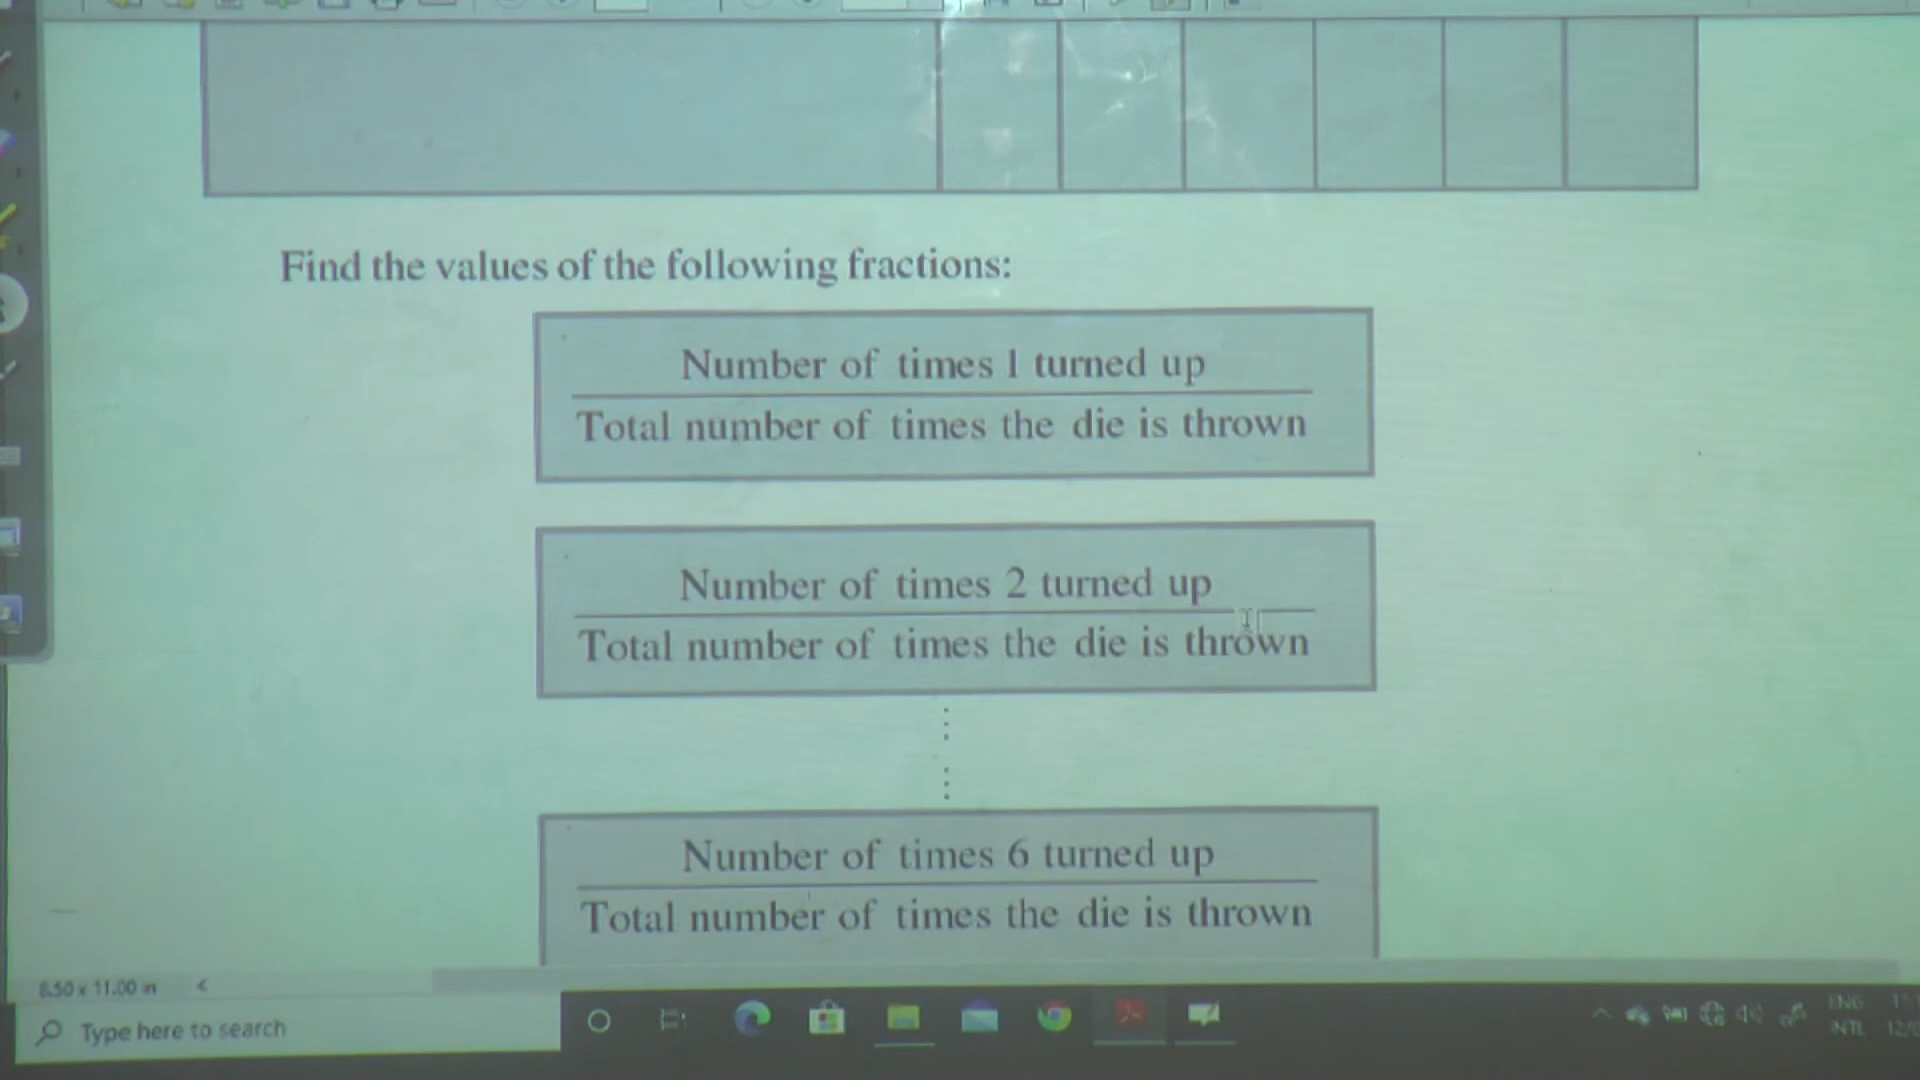 Find the values of the following fractions:
Number of times 1 turned up
Total number of times the die is thrown
Number of times 2 turned up
Total number of times the die is thrown
⋮
⋮
Number of times 6 turned up
Total number of times the die is thrown
8.50 x 11.00 in
Type here to search
ENG
INTL